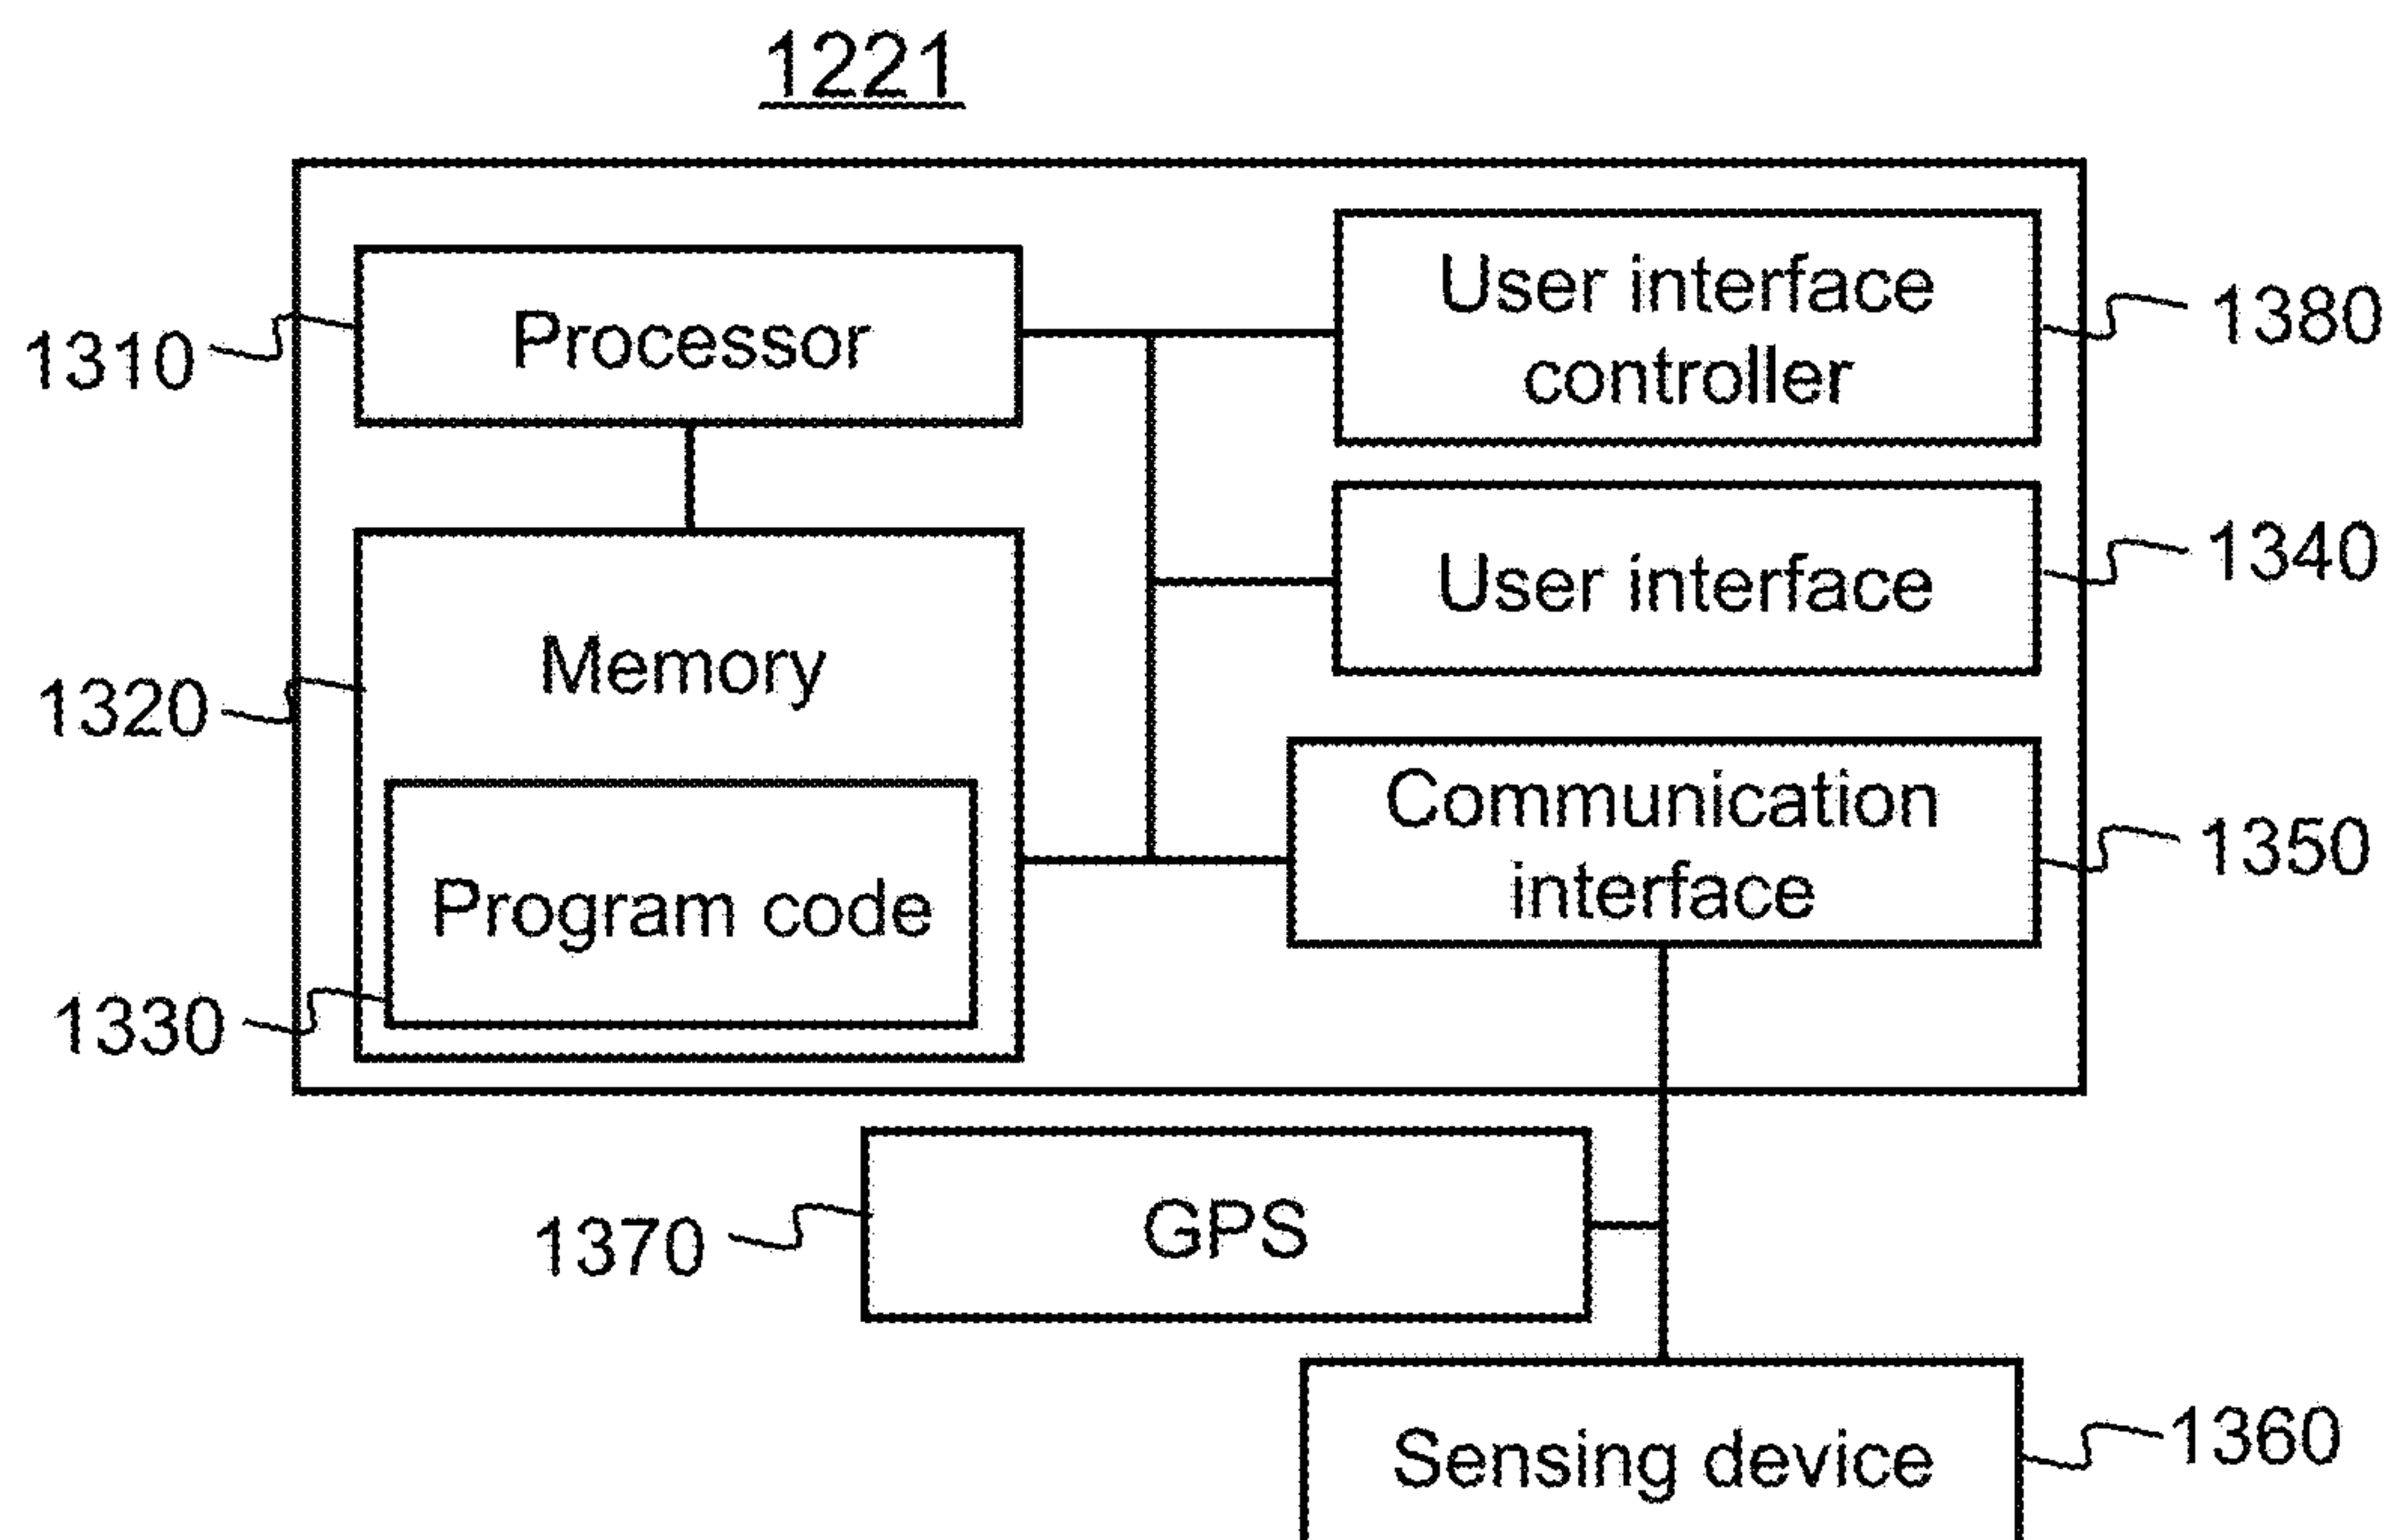 1221
Processor
User interface
controller
1310
1380
User interface
1340
Memory
1320
Communication
interface
1350
Program code
1330
GPS
1370
Sensing device
1360